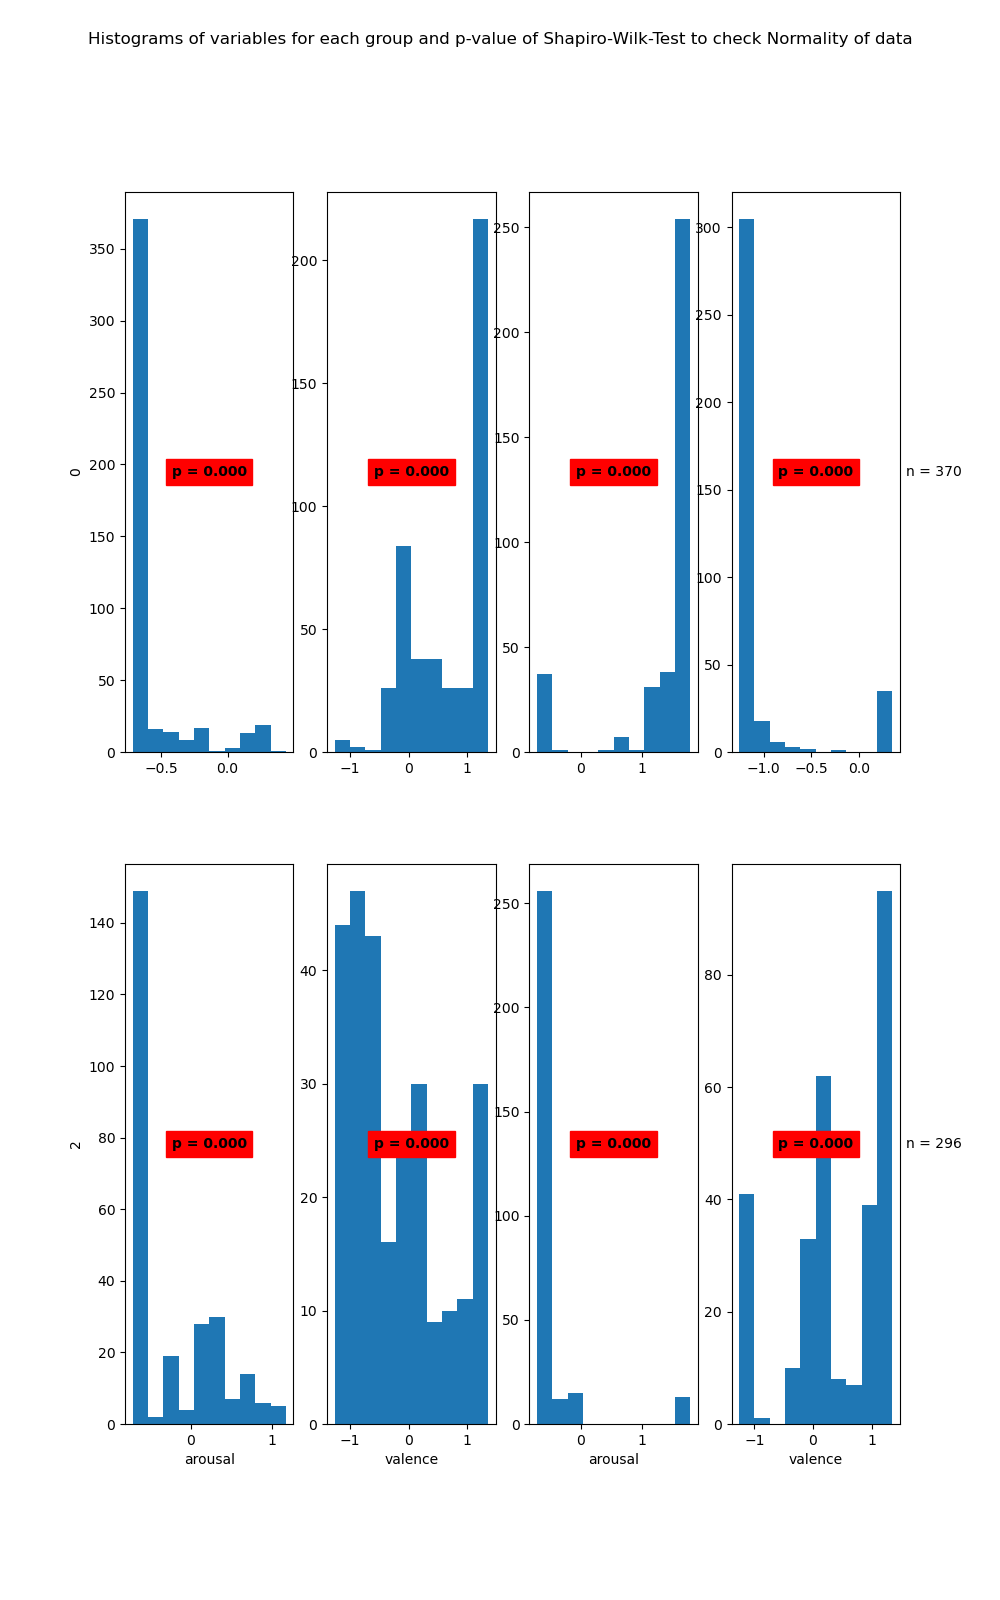 Histograms of variables for each group and p-value of Shapiro-Wilk-Test to check Normality of data
0
350
300
250
200
150
100
50
0
−0.5 0.0
p = 0.000
200
150
100
50
0
−1 0 1
p = 0.000
250
200
150
100
50
0
0 1
p = 0.000
300
250
200
150
100
50
0
−1.0 −0.5 0.0
p = 0.000
n = 370
2
140
120
100
80
60
40
20
0
0 1
arousal
p = 0.000
40
30
20
10
0
−1 0 1
valence
p = 0.000
250
200
150
100
50
0
0 1
arousal
p = 0.000
80
60
40
20
0
−1 0 1
valence
p = 0.000
n = 296